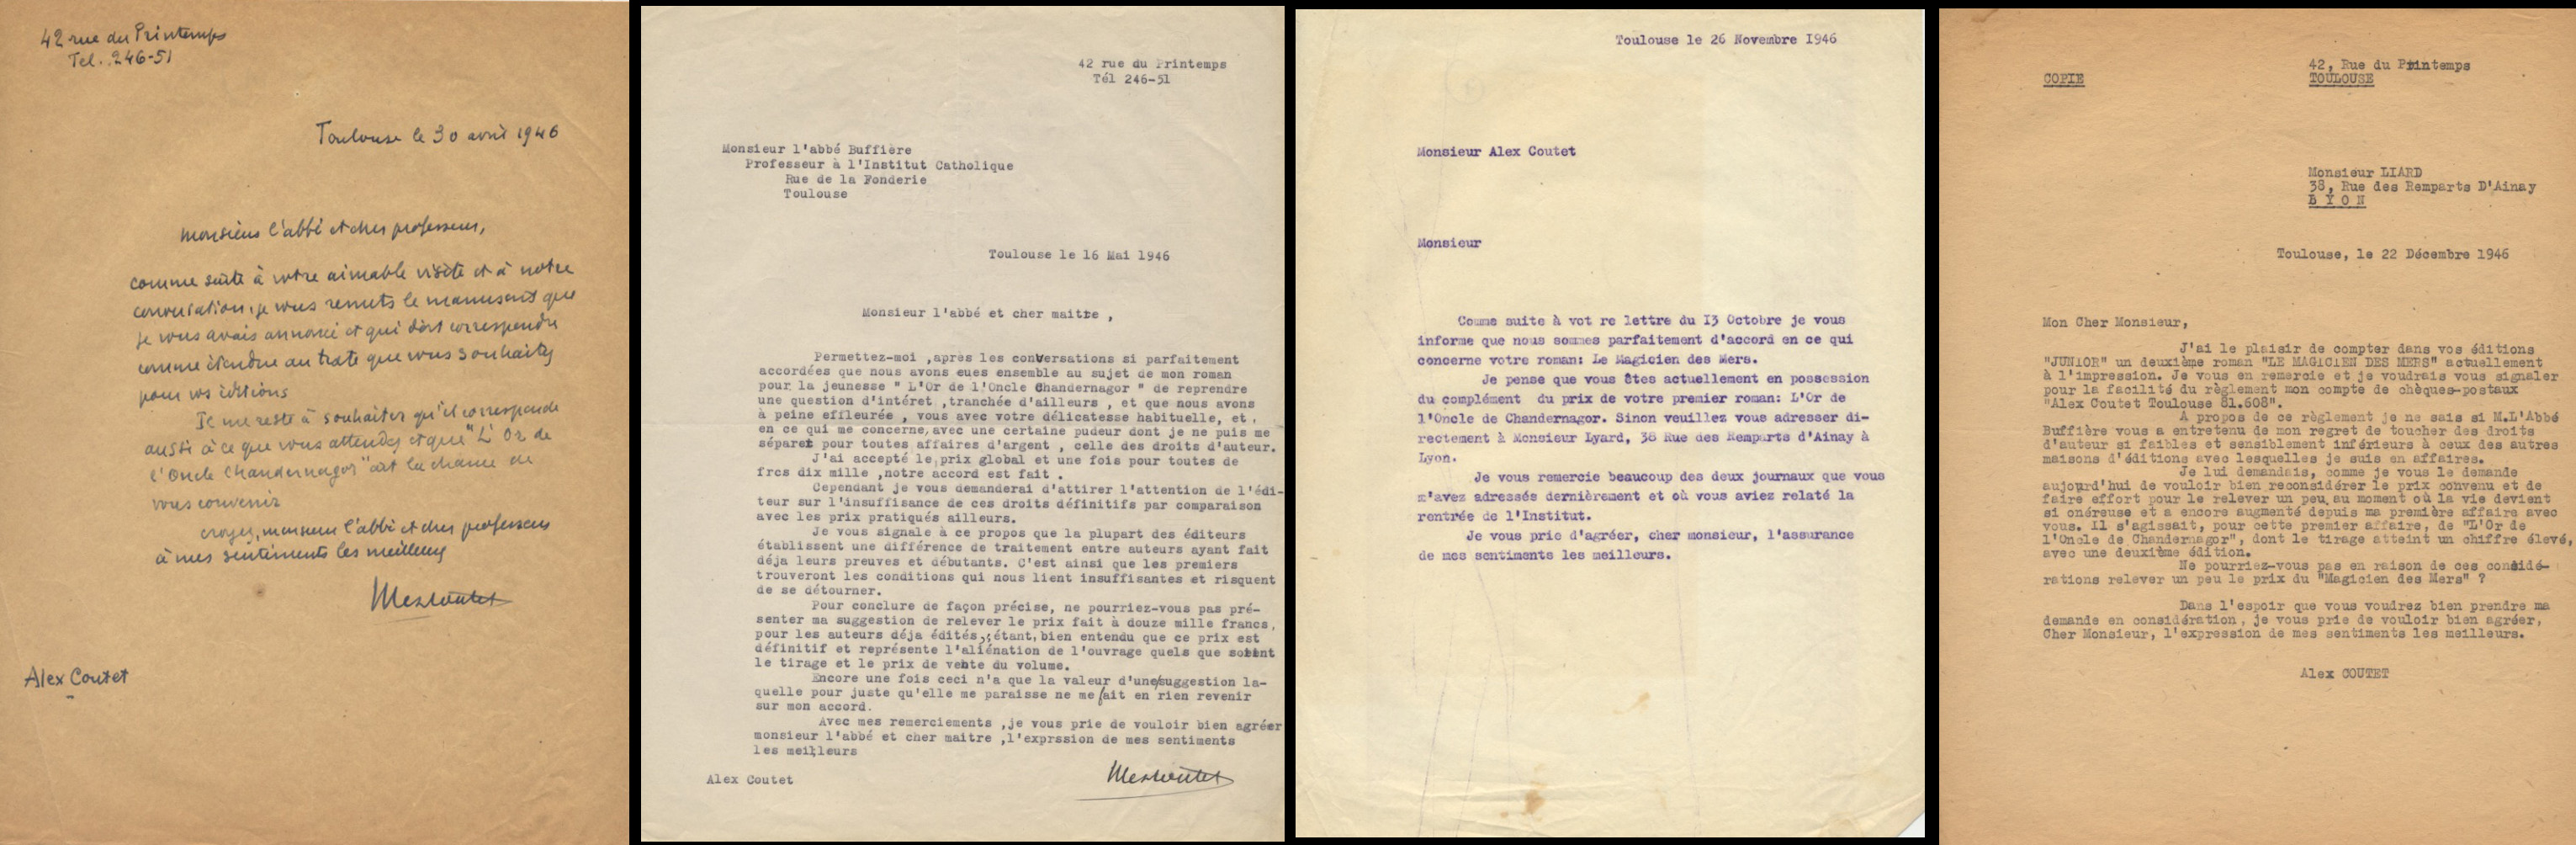 42 rue du Printemps
Tel. 246-51
Toulouse le 30 avril 1946
Monsieur l'abbé et cher professeur,
comme suite à votre aimable visite et à notre
conversation, je vous remets le manuscrit que
je vous avais annoncé et qui doit correspondre
comme étendue au texte que vous souhaitez
pour vos éditions
Il me reste à souhaiter qu'il corresponde
aussi à ce que vous attendez et que "L'Or de
l'Oncle Chandernagor" ait la chance de
vous convenir
croyez, monsieur l'abbé et cher professeur
à mes sentiments les meilleurs
Alex Coutet
Alex Coutet
42 rue du Printemps
Tél 246-51
Monsieur l'abbé Buffière
Professeur à l'Institut Catholique
Rue de la Fonderie
Toulouse
Toulouse le 16 Mai 1946
Monsieur l'abbé et cher maitre ,
Permettez-moi ,apres les conversations si parfaitement
accordées que nous avons eues ensemble au sujet de mon roman
pour la jeunesse " L'Or de l'Oncle Chandernagor " de reprendre
une question d'intéret ,tranchée d'ailleurs , et que nous avons
à peine effleurée , vous avec votre délicatesse habituelle, et,
en ce qui me concerne,avec une certaine pudeur dont je ne puis me
séparer pour toutes affaires d'argent , celle des droits d'auteur.
J'ai accepté le prix global et une fois pour toutes de
frcs dix mille ,notre accord est fait .
Cependant je vous demanderai d'attirer l'attention de l'édi-
teur sur l'insuffisance de ces droits définitifs par comparaison
avec les prix pratiqués ailleurs.
Je vous signale à ce propos que la plupart des éditeurs
établissent une différence de traitement entre auteurs ayant fait
déja leurs preuves et débutants. C'est ainsi que les premiers
trouveront les conditions qui nous lient insuffisantes et risquent
de se détourner.
Pour conclure de façon précise, ne pourriez-vous pas pré-
senter ma suggestion de relever le prix fait à douze mille francs,
pour les auteurs déja édités, étant,bien entendu que ce prix est
définitif et représente l'aliénation de l'ouvrage quels que soient
le tirage et le prix de vente du volume.
Encore une fois ceci n'a que la valeur d'une/suggestion la-
quelle pour juste qu'elle me paraisse ne me fait en rien revenir
sur mon accord.
Avec mes remerciements ,je vous prie de vouloir bien agréer
monsieur l'abbé et cher maitre ,l'exprssion de mes sentiments
les meilleurs
Alex Coutet
Alex Coutet
Toulouse le 26 Novembre I946
Monsieur Alex Coutet
Monsieur
Comme suite à vot re lettre du I3 Octobre je vous
informe que nous sommes parfaitement d'accord en ce qui
concerne votre roman: Le Magicien des Mers.
Je pense que vous êtes actuellement en possession
du complément du prix de votre premier roman: L'Or de
l'Oncle de Chandernagor. Sinon veuillez vous adresser di-
rectement à Monsieur Lyard, 38 Rue des Remparts d'Ainay à
Lyon.
Je vous remercie beaucoup des deux journaux que vous
m'avez adressés dernièrement et où vous aviez relaté la
rentrée de l'Institut.
Je vous prie d'agréer, cher monsieur, l'assurance
de mes sentiments les meilleurs.
COPIE
42, Rue du Printemps
TOULOUSE
Monsieur LIARD
38, Rue des Remparts D'Ainay
L Y O N
Toulouse, le 22 Décembre 1946
Mon Cher Monsieur,
J'ai le plaisir de compter dans vos éditions
"JUNIOR" un deuxième roman "LE MAGICIEN DES MERS" actuellement
à l'impression. Je vous en remercie et je voudrais vous signaler
pour la facilité du règlement mon compte de chèques-postaux
"Alex Coutet Toulouse 81.608".
A propos de ce règlement je ne sais si M.L'Abbé
Buffière vous a entretenu de mon regret de toucher des droits
d'auteur si faibles et sensiblement inférieurs à ceux des autres
maisons d'éditions avec lesquelles je suis en affaires.
Je lui demandais, comme je vous le demande
aujourd'hui de vouloir bien reconsidérer le prix convenu et de
faire effort pour le relever un peu au moment où la vie devient
si onéreuse et a encore augmenté depuis ma première affaire avec
vous. Il s'agissait, pour cette premier affaire, de "L'Or de
l'Oncle de Chandernagor", dont le tirage atteint un chiffre élevé,
avec une deuxième édition.
Ne pourriez-vous pas en raison de ces considé-
rations relever un peu le prix du "Magicien des Mers" ?
Dans l'espoir que vous voudrez bien prendre ma
demande en considération, je vous prie de vouloir bien agréer,
Cher Monsieur, l'expression de mes sentiments les meilleurs.
Alex COUTET